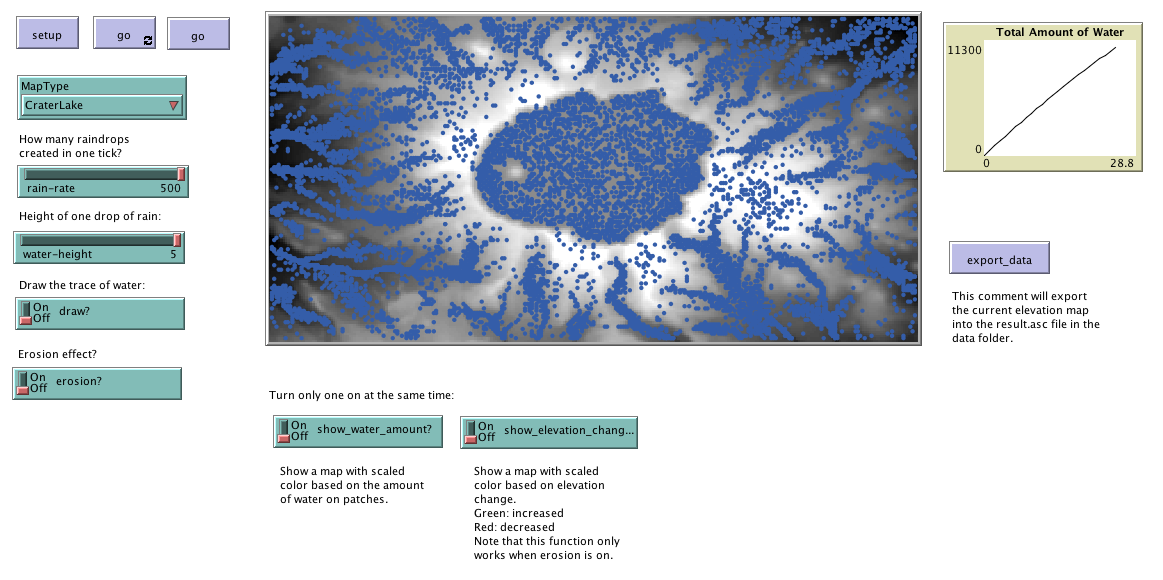 setup
go
go
MapType
CraterLake
How many raindrops
created in one tick?
rain-rate 500
Height of one drop of rain:
water-height 5
Draw the trace of water:
On
Off
draw?
Erosion effect?
On
Off
erosion?
Turn only one on at the same time:
On
Off
show_water_amount?
On
Off
show_elevation_chang...
Show a map with scaled
color based on the amount
of water on patches.
Show a map with scaled
color based on elevation
change.
Green: increased
Red: decreased
Note that this function only
works when erosion is on.
Total Amount of Water
11300
0
0 28.8
export_data
This comment will export
the current elevation map
into the result.asc file in the
data folder.